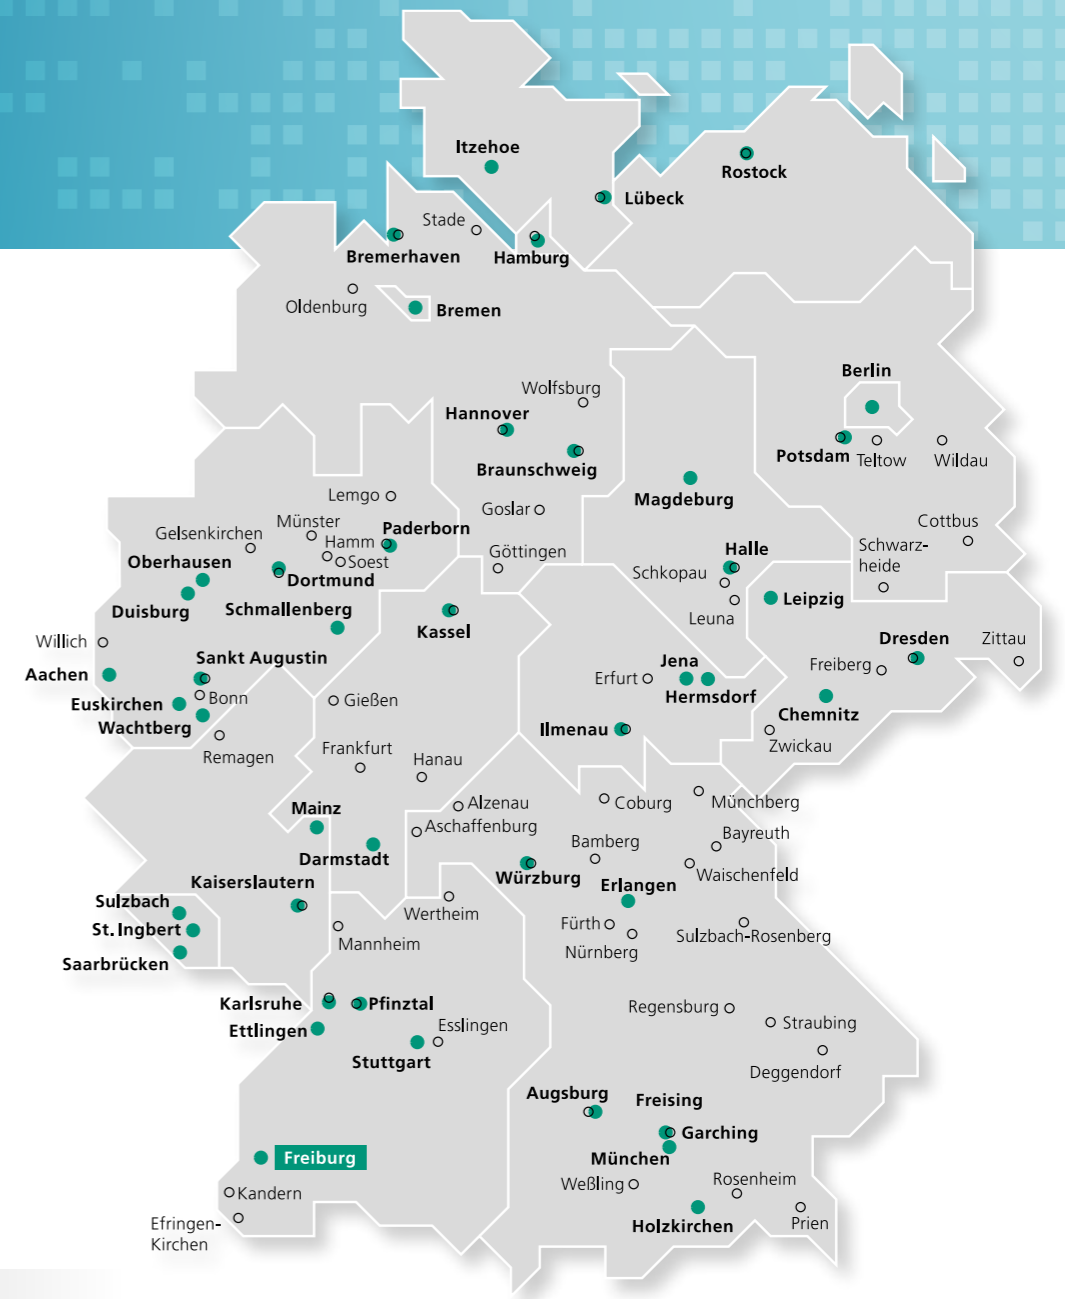 Itzehoe
Rostock
Lübeck
Stade
Bremerhaven
Hamburg
Oldenburg
Bremen
Berlin
Wolfsburg
Hannover
Potsdam
Teltow
Wildau
Braunschweig
Magdeburg
Lemgo
Goslar
Münster
Paderborn
Cottbus
Gelsenkirchen
Hamm
Göttingen
Halle
Schwarz-
heide
Oberhausen
Soest
Schkopau
Dortmund
Leipzig
Duisburg
Schmallenberg
Leuna
Kassel
Willich
Dresden
Zittau
Sankt Augustin
Jena
Freiberg
Aachen
Erfurt
Euskirchen
Bonn
Gießen
Hermsdorf
Wachtberg
Ilmenau
Chemnitz
Remagen
Frankfurt
Hanau
Zwickau
Mainz
Alzenau
Coburg
Münchberg
Aschaffenburg
Bayreuth
Darmstadt
Bamberg
Kaiserslautern
Würzburg
Waischenfeld
Sulzbach
Erlangen
Wertheim
St. Ingbert
Fürth
Sulzbach-Rosenberg
Mannheim
Nürnberg
Saarbrücken
Karlsruhe
Pfinztal
Regensburg
Ettlingen
Esslingen
Straubing
Stuttgart
Deggendorf
Augsburg
Freising
Garching
Freiburg
München
Weßling
Rosenheim
Kandern
Efringen-
Kirchen
Holzkirchen
Prien